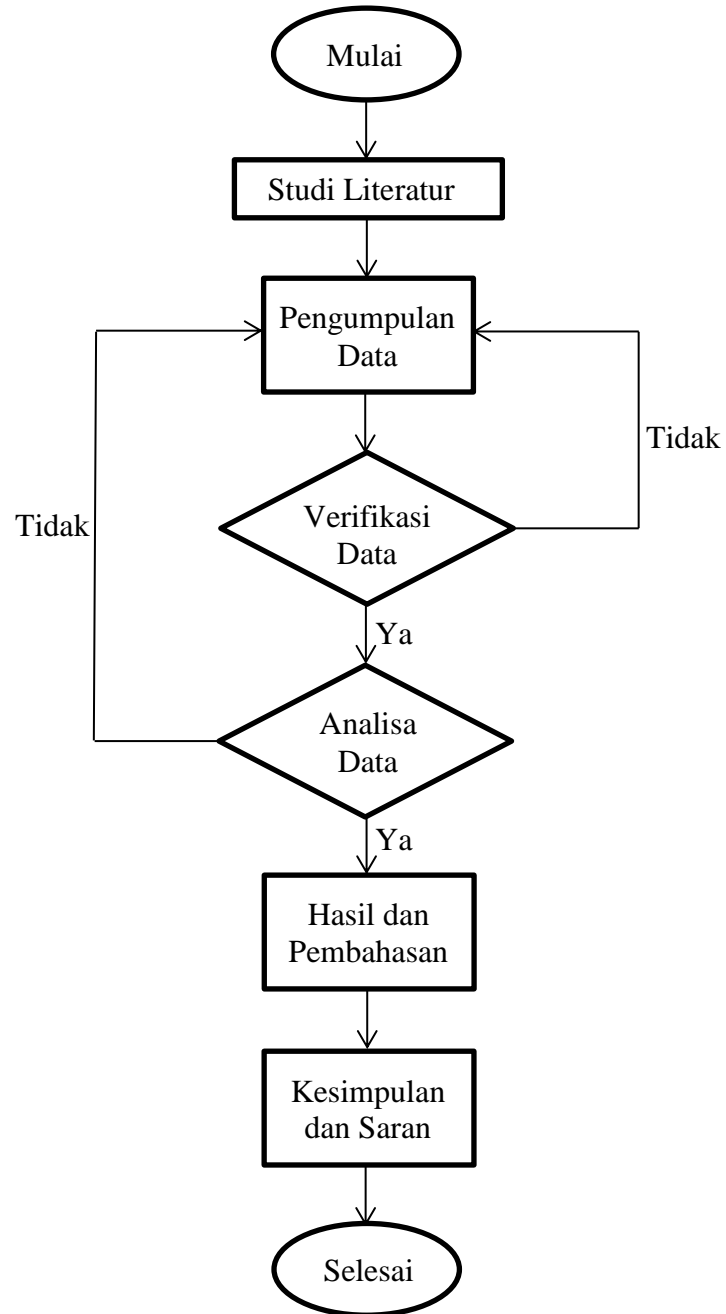 Mulai
Studi Literatur
Pengumpulan
Data
Tidak
Verifikasi
Data
Tidak
Ya
Analisa
Data
Ya
Hasil dan
Pembahasan
Kesimpulan
dan Saran
Selesai